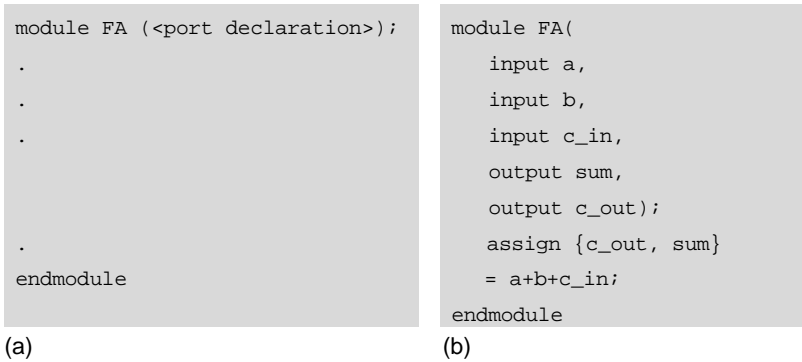 module FA (<port declaration>);
.
.
.
.
endmodule
(a)
module FA(
input a,
input b,
input c_in,
output sum,
output c_out);
assign {c_out, sum}
= a+b+c_in;
endmodule
(b)